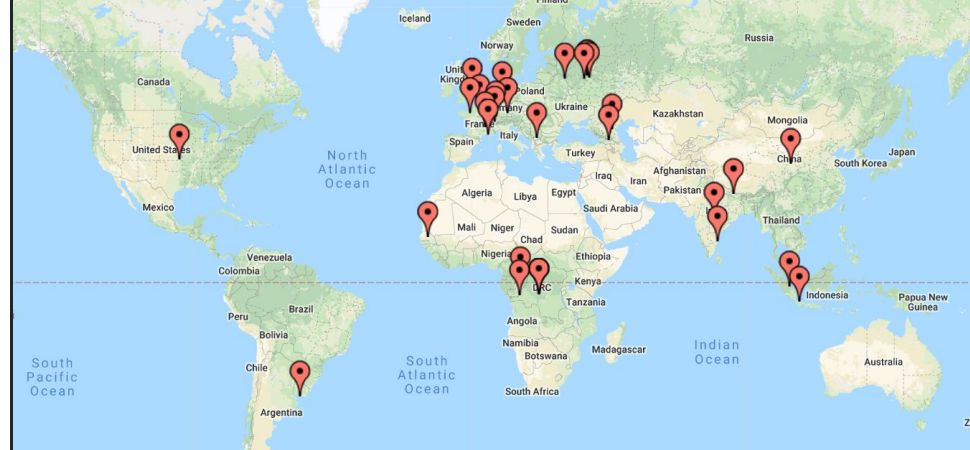 Iceland
Sweden
Norway
Russia
Canada
Poland
Ukraine
Kazakhstan
Mongolia
France
Italy
Spain
Turkey
United States
North
Atlantic
Ocean
China
South Korea
Japan
Afghanistan
Iraq
Iran
Pakistan
Algeria
Libya
Egypt
Saudi Arabia
Mexico
Mali
Niger
Chad
Sudan
Thailand
Nigeria
Ethiopia
Venezuela
Colombia
DRC
Kenya
Tanzania
Indonesia
Papua New
Guinea
Peru
Brazil
Angola
Bolivia
Namibia
Botswana
Madagascar
Indian
Ocean
South
Pacific
Ocean
Chile
South
Atlantic
Ocean
Australia
South Africa
Argentina